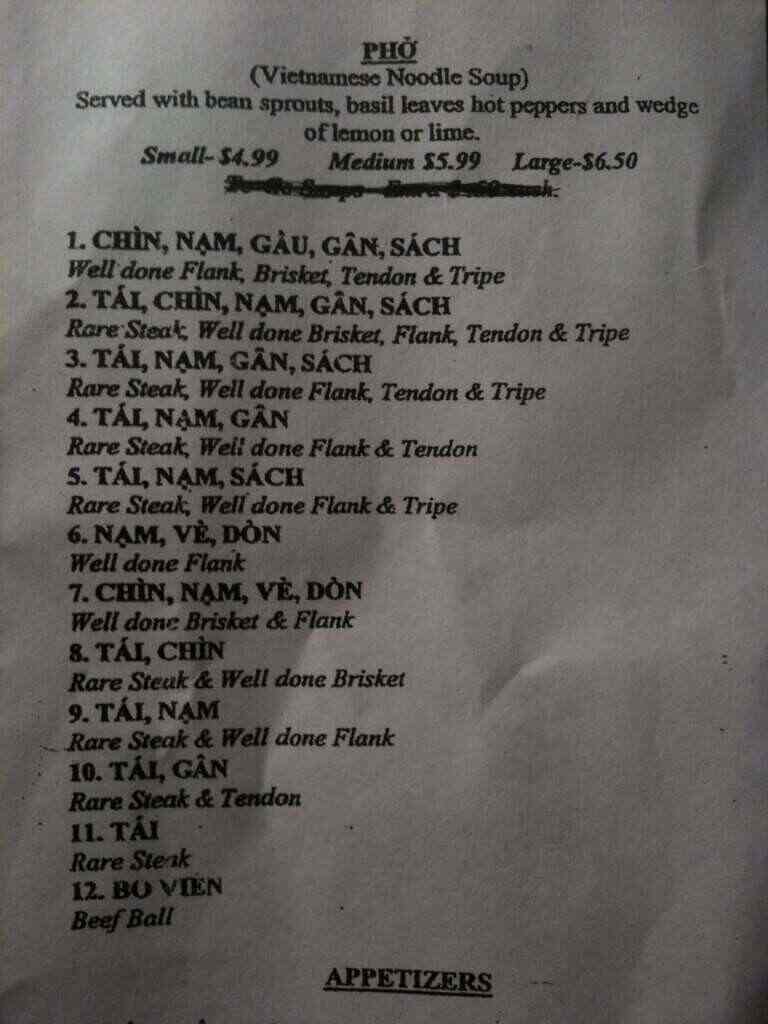 PHỞ
(Vietnamese Noodle Soup)
Served with bean sprouts, basil leaves hot peppers and wedge
of lemon or lime.
Small- $4.99 Medium $5.99 Large-$6.50
1. CHÌN, NẠM, GÀU, GÂN, SÁCH
Well done Flank, Brisket, Tendon & Tripe
2. TÁI, CHÌN, NẠM, GÂN, SÁCH
Rare Steak, Well done Brisket, Flank, Tendon & Tripe
3. TÁI, NẠM, GÂN, SÁCH
Rare Steak, Well done Flank, Tendon & Tripe
4. TÁI, NẠM, GÂN
Rare Steak, Well done Flank & Tendon
5. TÁI, NẠM, SÁCH
Rare Steak, Well done Flank & Tripe
6. NẠM, VÈ, DÒN
Well done Flank
7. CHÌN, NẠM, VÈ, DÒN
Well done Brisket & Flank
8. TÁI, CHÌN
Rare Steak & Well done Brisket
9. TÁI, NẠM
Rare Steak & Well done Flank
10. TÁI, GÂN
Rare Steak & Tendon
11. TÁI
Rare Steak
12. BO VIEN
Beef Ball
APPETIZERS